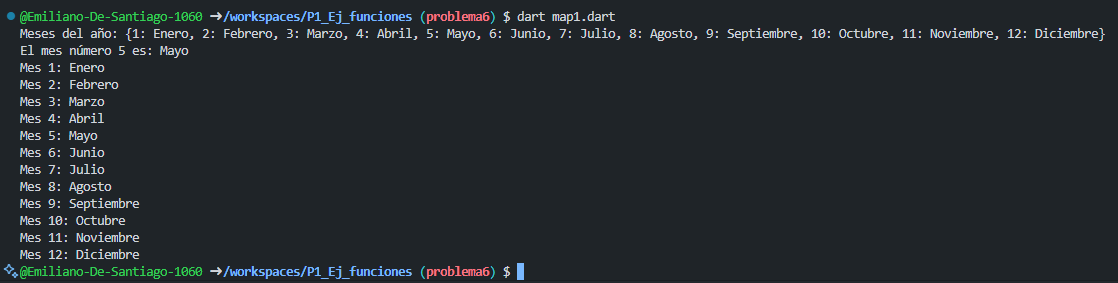 @Emiliano-De-Santiago-1060 ➜/workspaces/P1_Ej_funciones (problema6) $ dart map1.dart
Meses del año: {1: Enero, 2: Febrero, 3: Marzo, 4: Abril, 5: Mayo, 6: Junio, 7: Julio, 8: Agosto, 9: Septiembre, 10: Octubre, 11: Noviembre, 12: Diciembre}
El mes número 5 es: Mayo
Mes 1: Enero
Mes 2: Febrero
Mes 3: Marzo
Mes 4: Abril
Mes 5: Mayo
Mes 6: Junio
Mes 7: Julio
Mes 8: Agosto
Mes 9: Septiembre
Mes 10: Octubre
Mes 11: Noviembre
Mes 12: Diciembre
@Emiliano-De-Santiago-1060 ➜/workspaces/P1_Ej_funciones (problema6) $